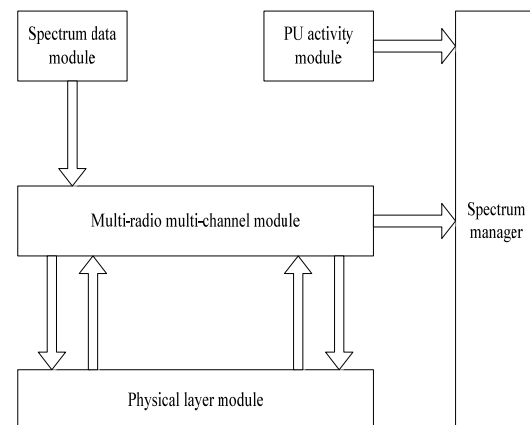 Spectrum data
module
PU activity
module
Multi-radio multi-channel module
Spectrum
manager
Physical layer module